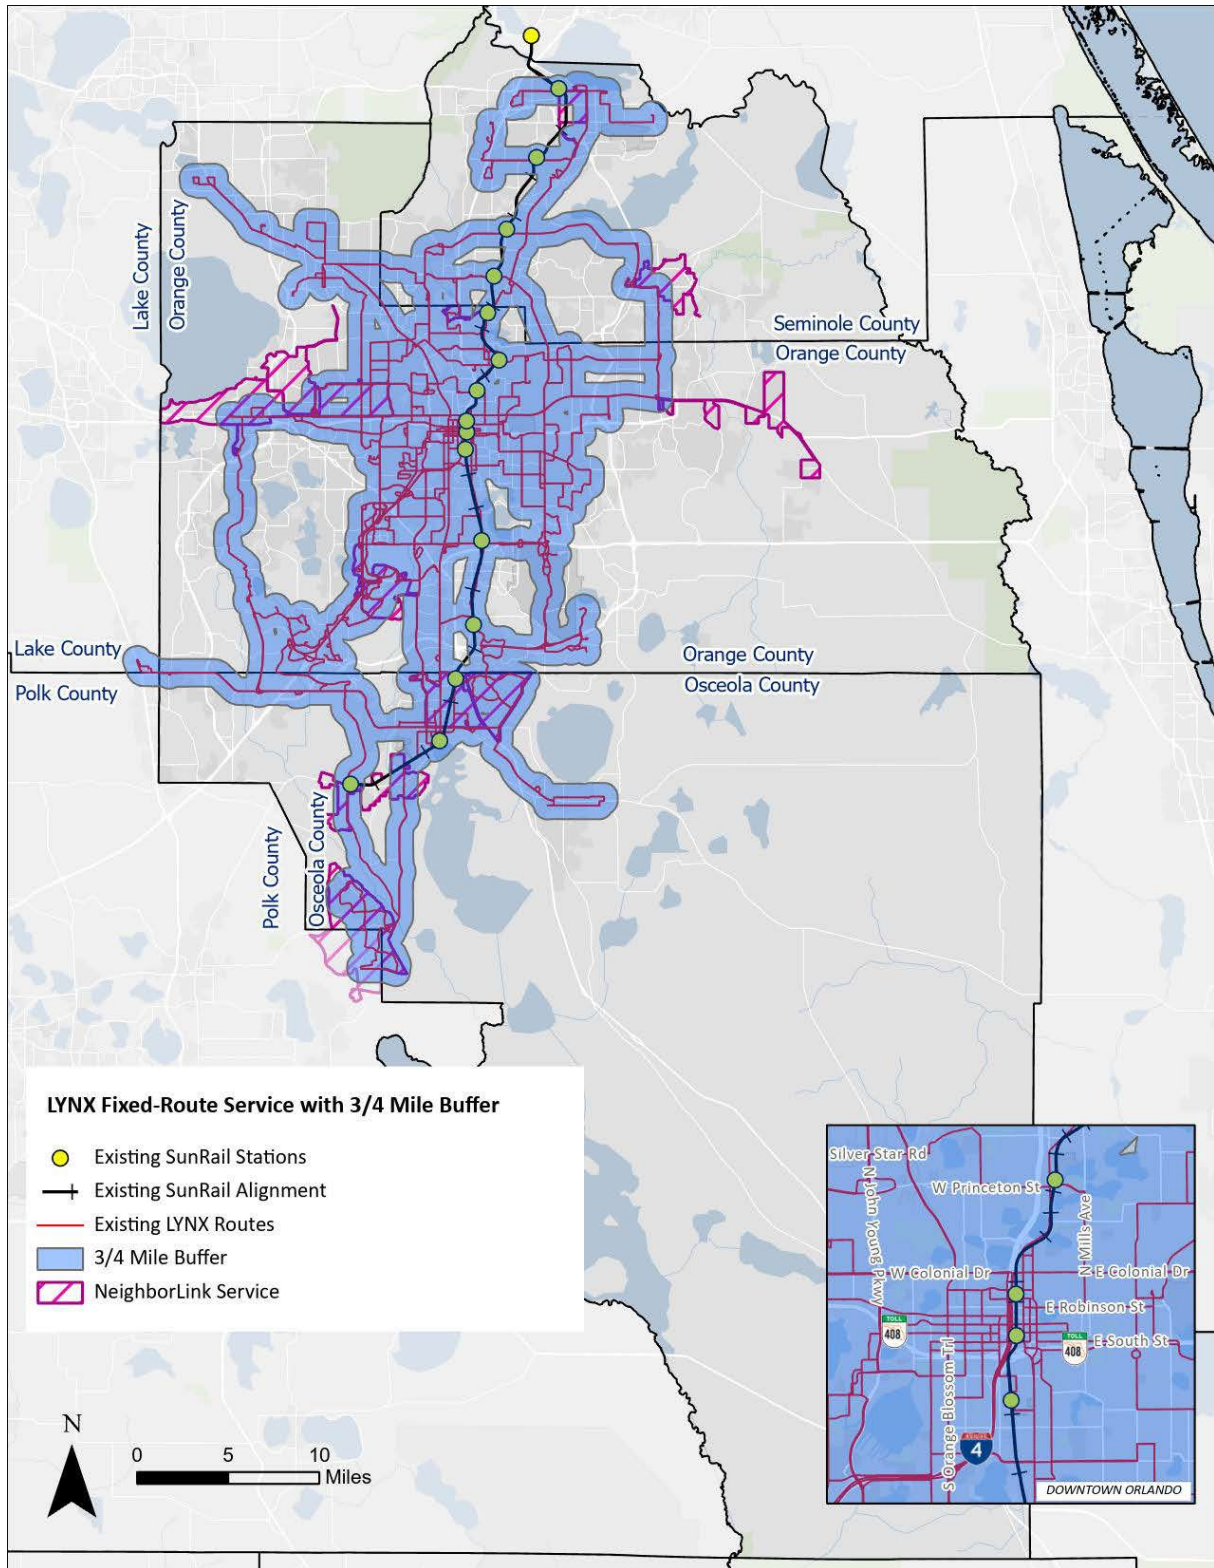 Lake County
Orange County
Seminole County
Orange County
Lake County
Polk County
Orange County
Osceola County
Polk County
Osceola County
LYNX Fixed-Route Service with 3/4 Mile Buffer
Existing SunRail Stations
Existing SunRail Alignment
Existing LYNX Routes
3/4 Mile Buffer
NeighborLink Service
N
0 5 10
Miles
Silver Star Rd
N John Young Pkwy
W Princeton St
N Mills Ave
W Colonial Dr
E Colonial Dr
E Robinson St
TOLL
408
TOLL
408
E South St
S Orange Blossom Trl
4
DOWNTOWN ORLANDO